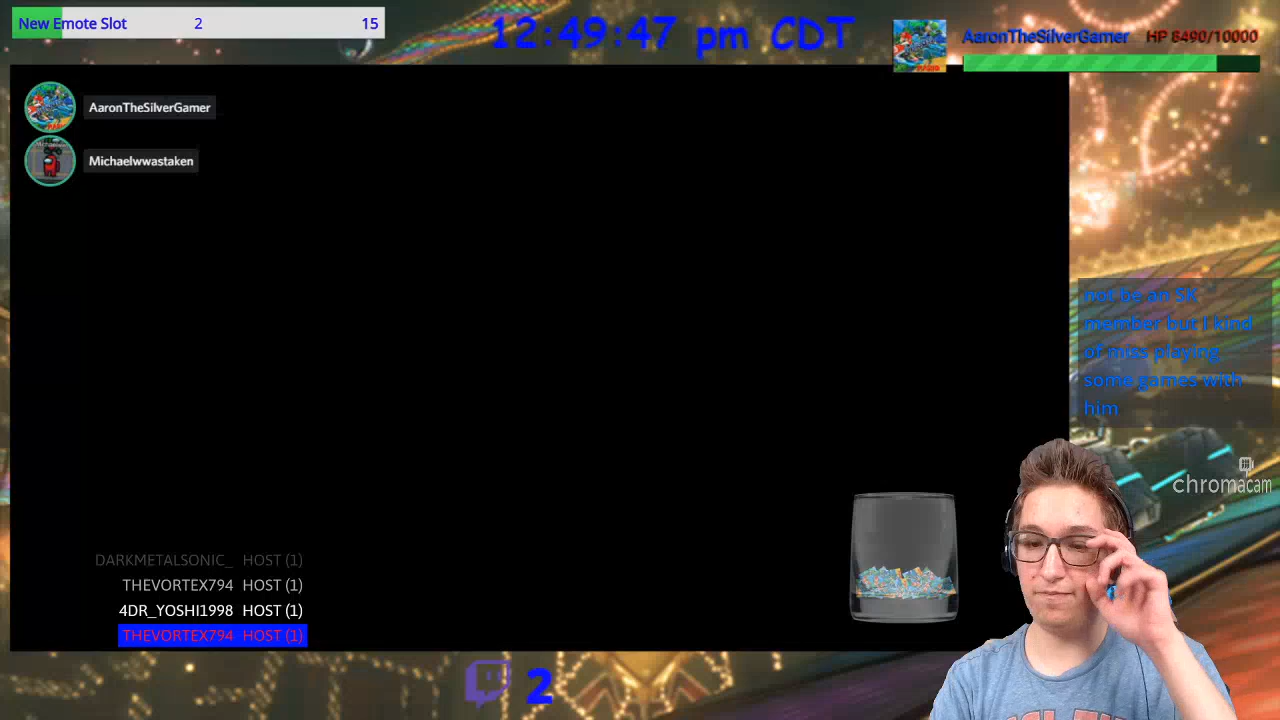 New Emote Slot 2 15
12:49:47 pm CDT
AaronTheSilverGamer HP 8490/10000
AaronTheSilverGamer
Michaelwwastaken
not be an SK
member but I kind
of miss playing
some games with
him
chromacam
DARKMETALSONIC_ HOST (1)
THEVORTEX794 HOST (1)
4DR_YOSHI1998 HOST (1)
THEVORTEX794 HOST (1)
2